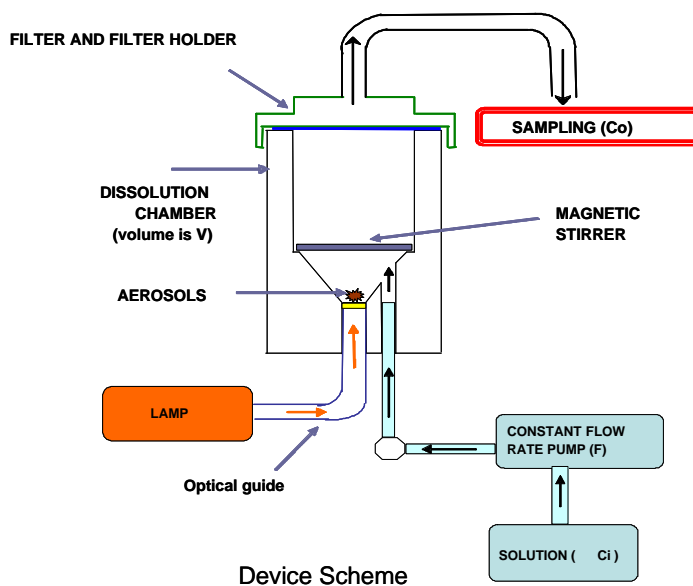 FILTER AND FILTER HOLDER
SAMPLING (Co)
DISSOLUTION
CHAMBER
(volume is V)
MAGNETIC
STIRRER
AEROSOLS
LAMP
CONSTANT FLOW
RATE PUMP (F)
Optical guide
SOLUTION ( Ci )
Device Scheme